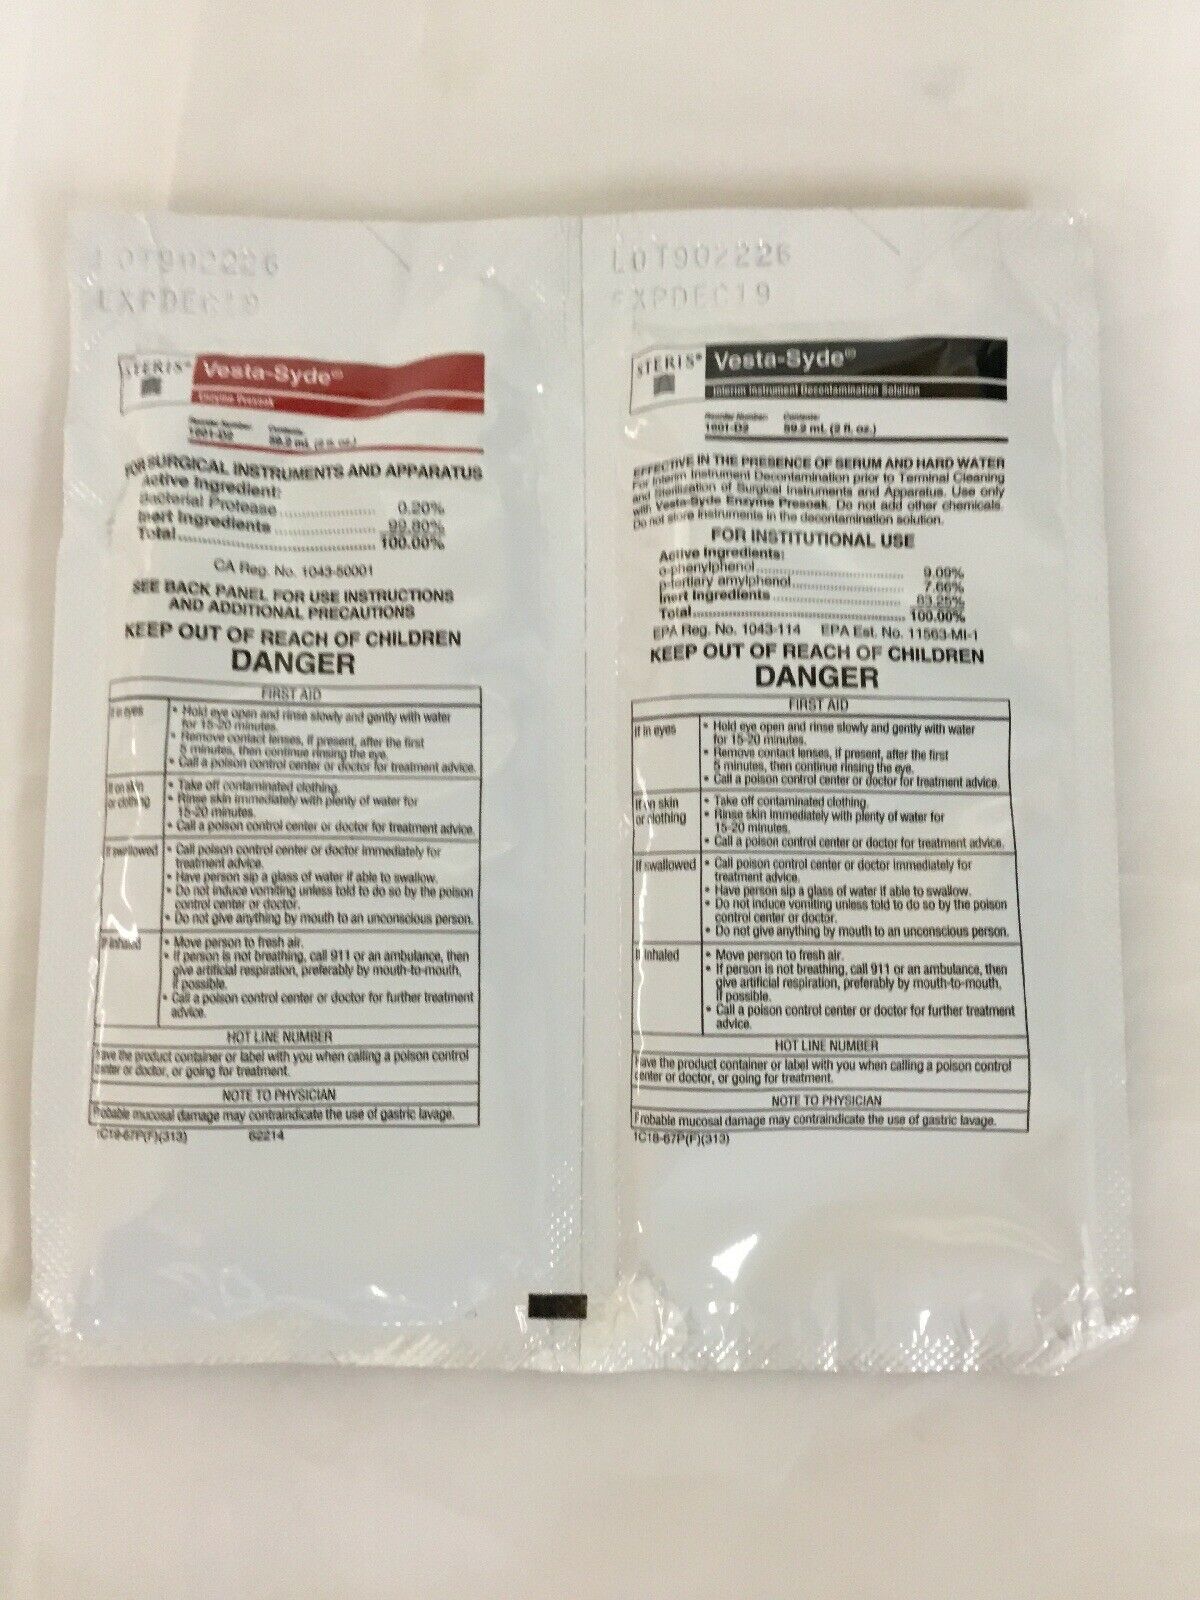 LOT902226
EXPDEC19
STERIS®
Vesta-Syde®
Enzyme Presoak
Reorder Number: Contents:
1601-D2 59.2 mL (2 fl. oz.)
FOR SURGICAL INSTRUMENTS AND APPARATUS
Active Ingredient:
Bacterial Protease 0.20%
Inert Ingredients 99.80%
Total 100.00%
CA Reg. No. 1043-50001
SEE BACK PANEL FOR USE INSTRUCTIONS
AND ADDITIONAL PRECAUTIONS
KEEP OUT OF REACH OF CHILDREN
DANGER
FIRST AID
If in eyes
• Hold eye open and rinse slowly and gently with water
for 15-20 minutes.
• Remove contact lenses, if present, after the first
5 minutes, then continue rinsing the eye.
• Call a poison control center or doctor for treatment advice.
If on skin
or clothing
• Take off contaminated clothing.
• Rinse skin immediately with plenty of water for
15-20 minutes.
• Call a poison control center or doctor for treatment advice.
If swallowed
• Call poison control center or doctor immediately for
treatment advice.
• Have person sip a glass of water if able to swallow.
• Do not induce vomiting unless told to do so by the poison
control center or doctor.
• Do not give anything by mouth to an unconscious person.
If inhaled
• Move person to fresh air.
• If person is not breathing, call 911 or an ambulance, then
give artificial respiration, preferably by mouth-to-mouth,
if possible.
• Call a poison control center or doctor for further treatment
advice.
HOT LINE NUMBER
Have the product container or label with you when calling a poison control
center or doctor, or going for treatment.
NOTE TO PHYSICIAN
Probable mucosal damage may contraindicate the use of gastric lavage.
1C19-67P(F)(313) 62214
LOT902226
EXPDEC19
STERIS®
Vesta-Syde®
Interim Instrument Decontamination Solution
Reorder Number: Contents:
1601-D2 59.2 mL (2 fl. oz.)
EFFECTIVE IN THE PRESENCE OF SERUM AND HARD WATER
For Interim Instrument Decontamination prior to Terminal Cleaning
and Sterilization of Surgical Instruments and Apparatus. Use only
with Vesta-Syde Enzyme Presoak. Do not add other chemicals.
Do not store instruments in the decontamination solution.
FOR INSTITUTIONAL USE
Active Ingredients:
o-phenylphenol 9.09%
p-tertiary amylphenol 7.66%
Inert Ingredients 83.25%
Total 100.00%
EPA Reg. No. 1043-114 EPA Est. No. 11563-MI-1
KEEP OUT OF REACH OF CHILDREN
DANGER
FIRST AID
If in eyes
• Hold eye open and rinse slowly and gently with water
for 15-20 minutes.
• Remove contact lenses, if present, after the first
5 minutes, then continue rinsing the eye.
• Call a poison control center or doctor for treatment advice.
If on skin
or clothing
• Take off contaminated clothing.
• Rinse skin immediately with plenty of water for
15-20 minutes.
• Call a poison control center or doctor for treatment advice.
If swallowed
• Call poison control center or doctor immediately for
treatment advice.
• Have person sip a glass of water if able to swallow.
• Do not induce vomiting unless told to do so by the poison
control center or doctor.
• Do not give anything by mouth to an unconscious person.
If inhaled
• Move person to fresh air.
• If person is not breathing, call 911 or an ambulance, then
give artificial respiration, preferably by mouth-to-mouth,
if possible.
• Call a poison control center or doctor for further treatment
advice.
HOT LINE NUMBER
Have the product container or label with you when calling a poison control
center or doctor, or going for treatment.
NOTE TO PHYSICIAN
Probable mucosal damage may contraindicate the use of gastric lavage.
1C18-67P(F)(313)